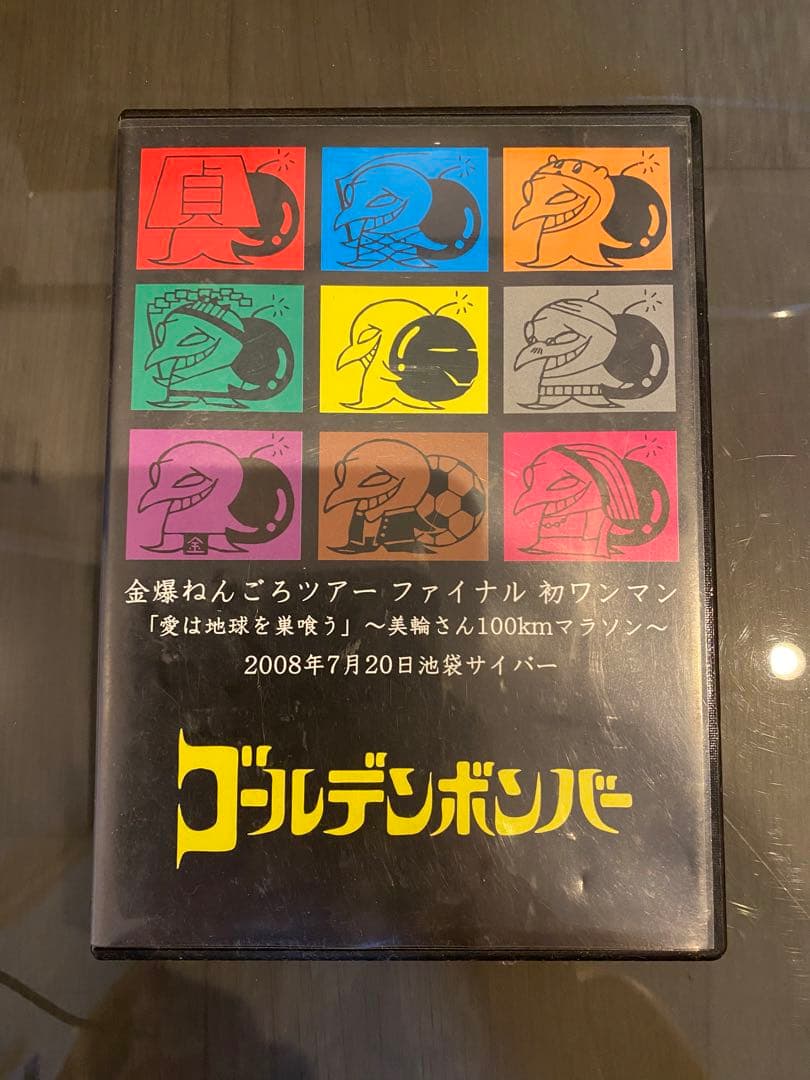 貞
金
金爆ねんごろツアー ファイナル 初ワンマン
「愛は地球を巣喰う」〜美輪さん100kmマラソン〜
2008年7月20日池袋サイバー
ゴールデンボンバー